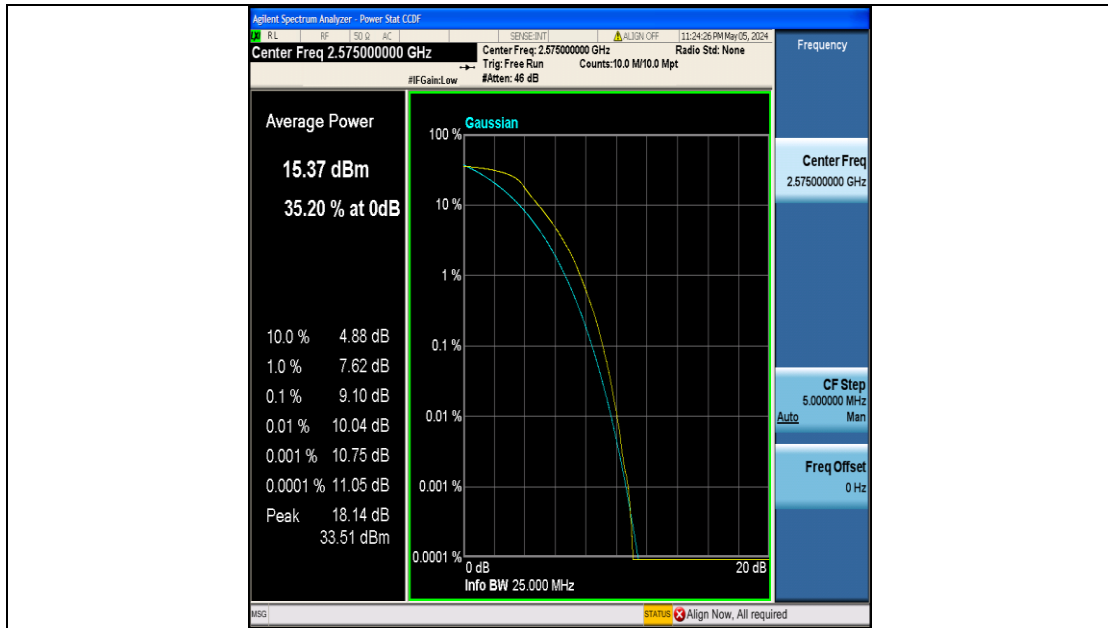 Agilent Spectrum Analyzer - Power Stat CCDF
RL RF 50 Ω AC SENSE:INT ALIGN OFF 11:24:26 PM May 05, 2024
Center Freq 2.575000000 GHz
Center Freq: 2.575000000 GHz Radio Std: None
Trig: Free Run Counts:10.0 M/10.0 Mpt
#IFGain:Low #Atten: 46 dB
Average Power
15.37 dBm
35.20 % at 0dB
10.0 % 4.88 dB
1.0 % 7.62 dB
0.1 % 9.10 dB
0.01 % 10.04 dB
0.001 % 10.75 dB
0.0001 % 11.05 dB
Peak 18.14 dB
33.51 dBm
Gaussian
100 %
10 %
1 %
0.1 %
0.01 %
0.001 %
0.0001 %
0 dB 20 dB
Info BW 25.000 MHz
Frequency
Center Freq
2.575000000 GHz
CF Step
5.000000 MHz
Auto Man
Freq Offset
0 Hz
MSG STATUS Align Now, All required